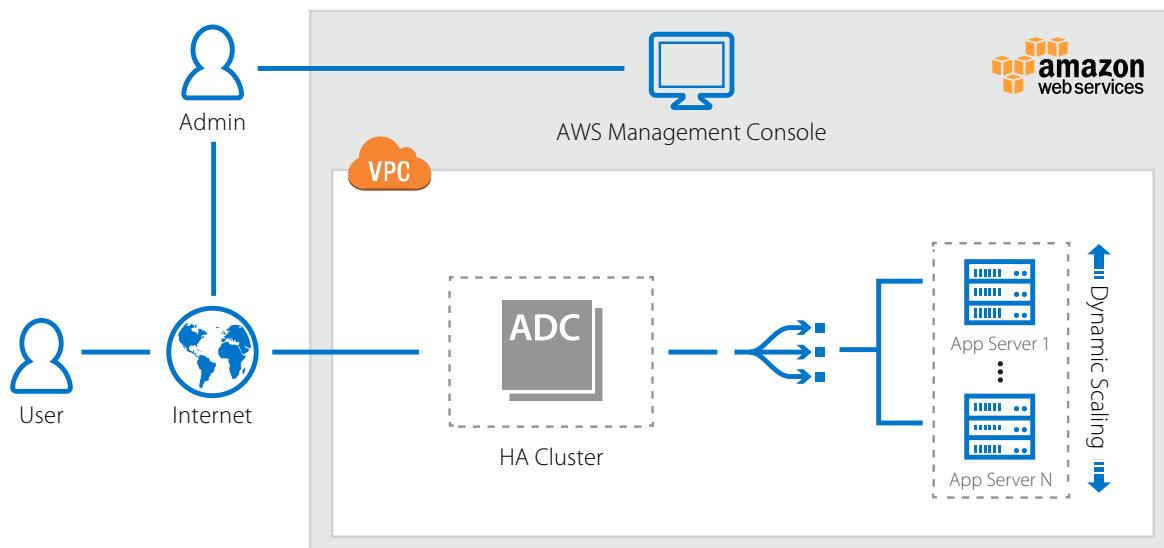 Admin
AWS Management Console
amazon
webservices
VPC
ADC
HA Cluster
User
Internet
App Server 1
App Server N
Dynamic Scaling